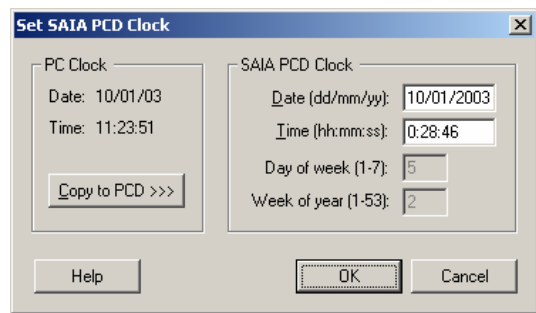 Set SAIA PCD Clock
PC Clock
Date: 10/01/03
Time: 11:23:51
Copy to PCD >>>
SAIA PCD Clock
Date (dd/mm/yy): 10/01/2003
Time (hh:mm:ss): 0:28:46
Day of week (1-7): 5
Week of year (1-53): 2
Help
OK
Cancel